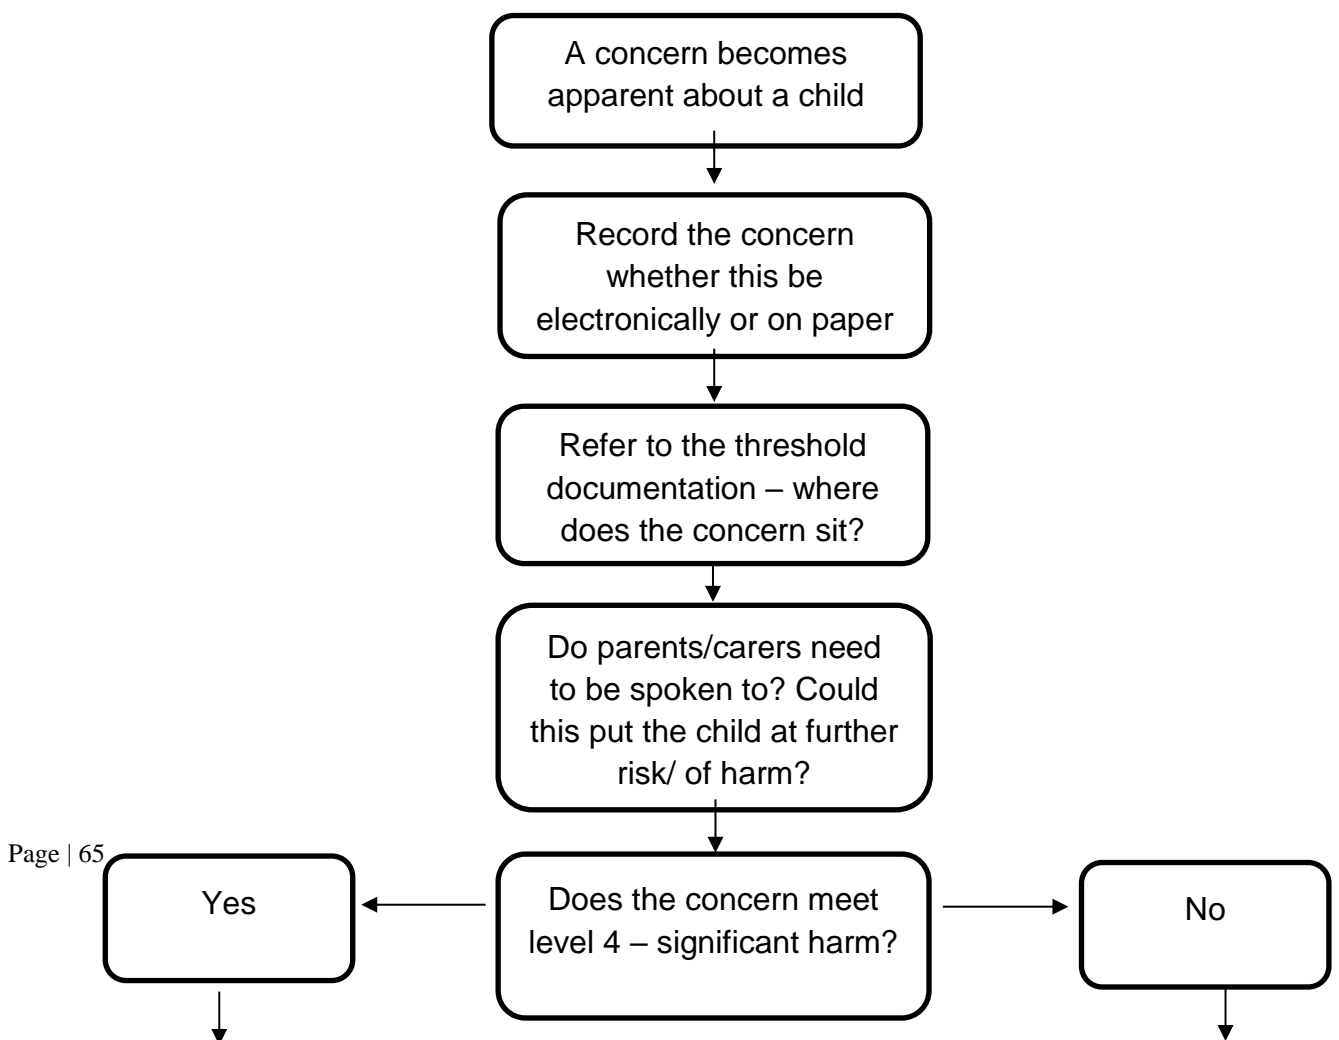 A concern becomes
apparent about a child
Record the concern
whether this be
electronically or on paper
Refer to the threshold
documentation – where
does the concern sit?
Do parents/carers need
to be spoken to? Could
this put the child at further
risk/ of harm?
Page | 65
Yes
Does the concern meet
level 4 – significant harm?
No